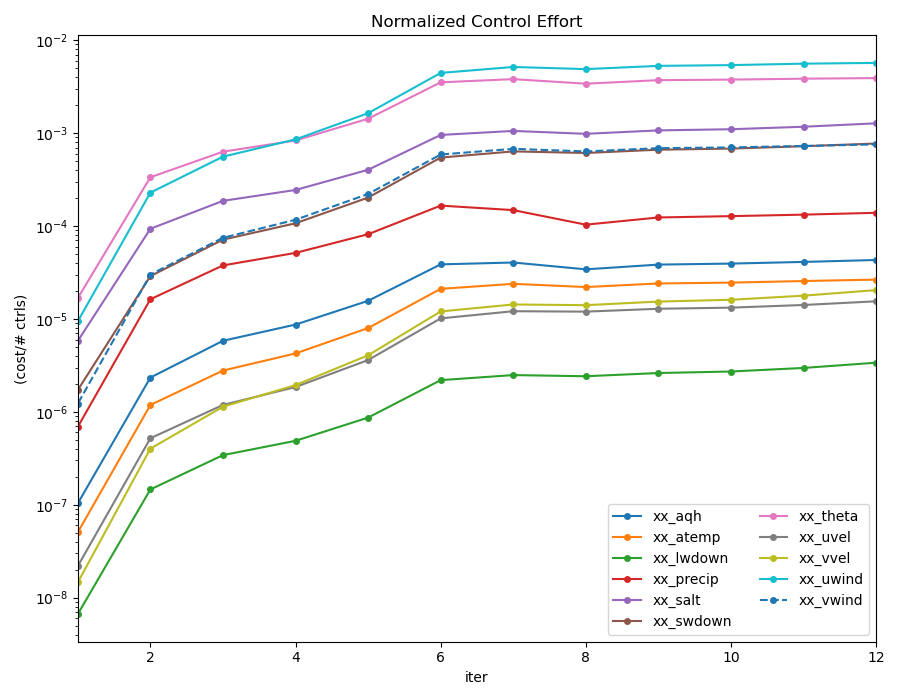 Normalized Control Effort
(cost/# ctrls)
10⁻²
10⁻³
10⁻⁴
10⁻⁵
10⁻⁶
10⁻⁷
10⁻⁸
2 4 6 8 10 12
iter
xx_aqh
xx_atemp
xx_lwdown
xx_precip
xx_salt
xx_swdown
xx_theta
xx_uvel
xx_vvel
xx_uwind
xx_vwind